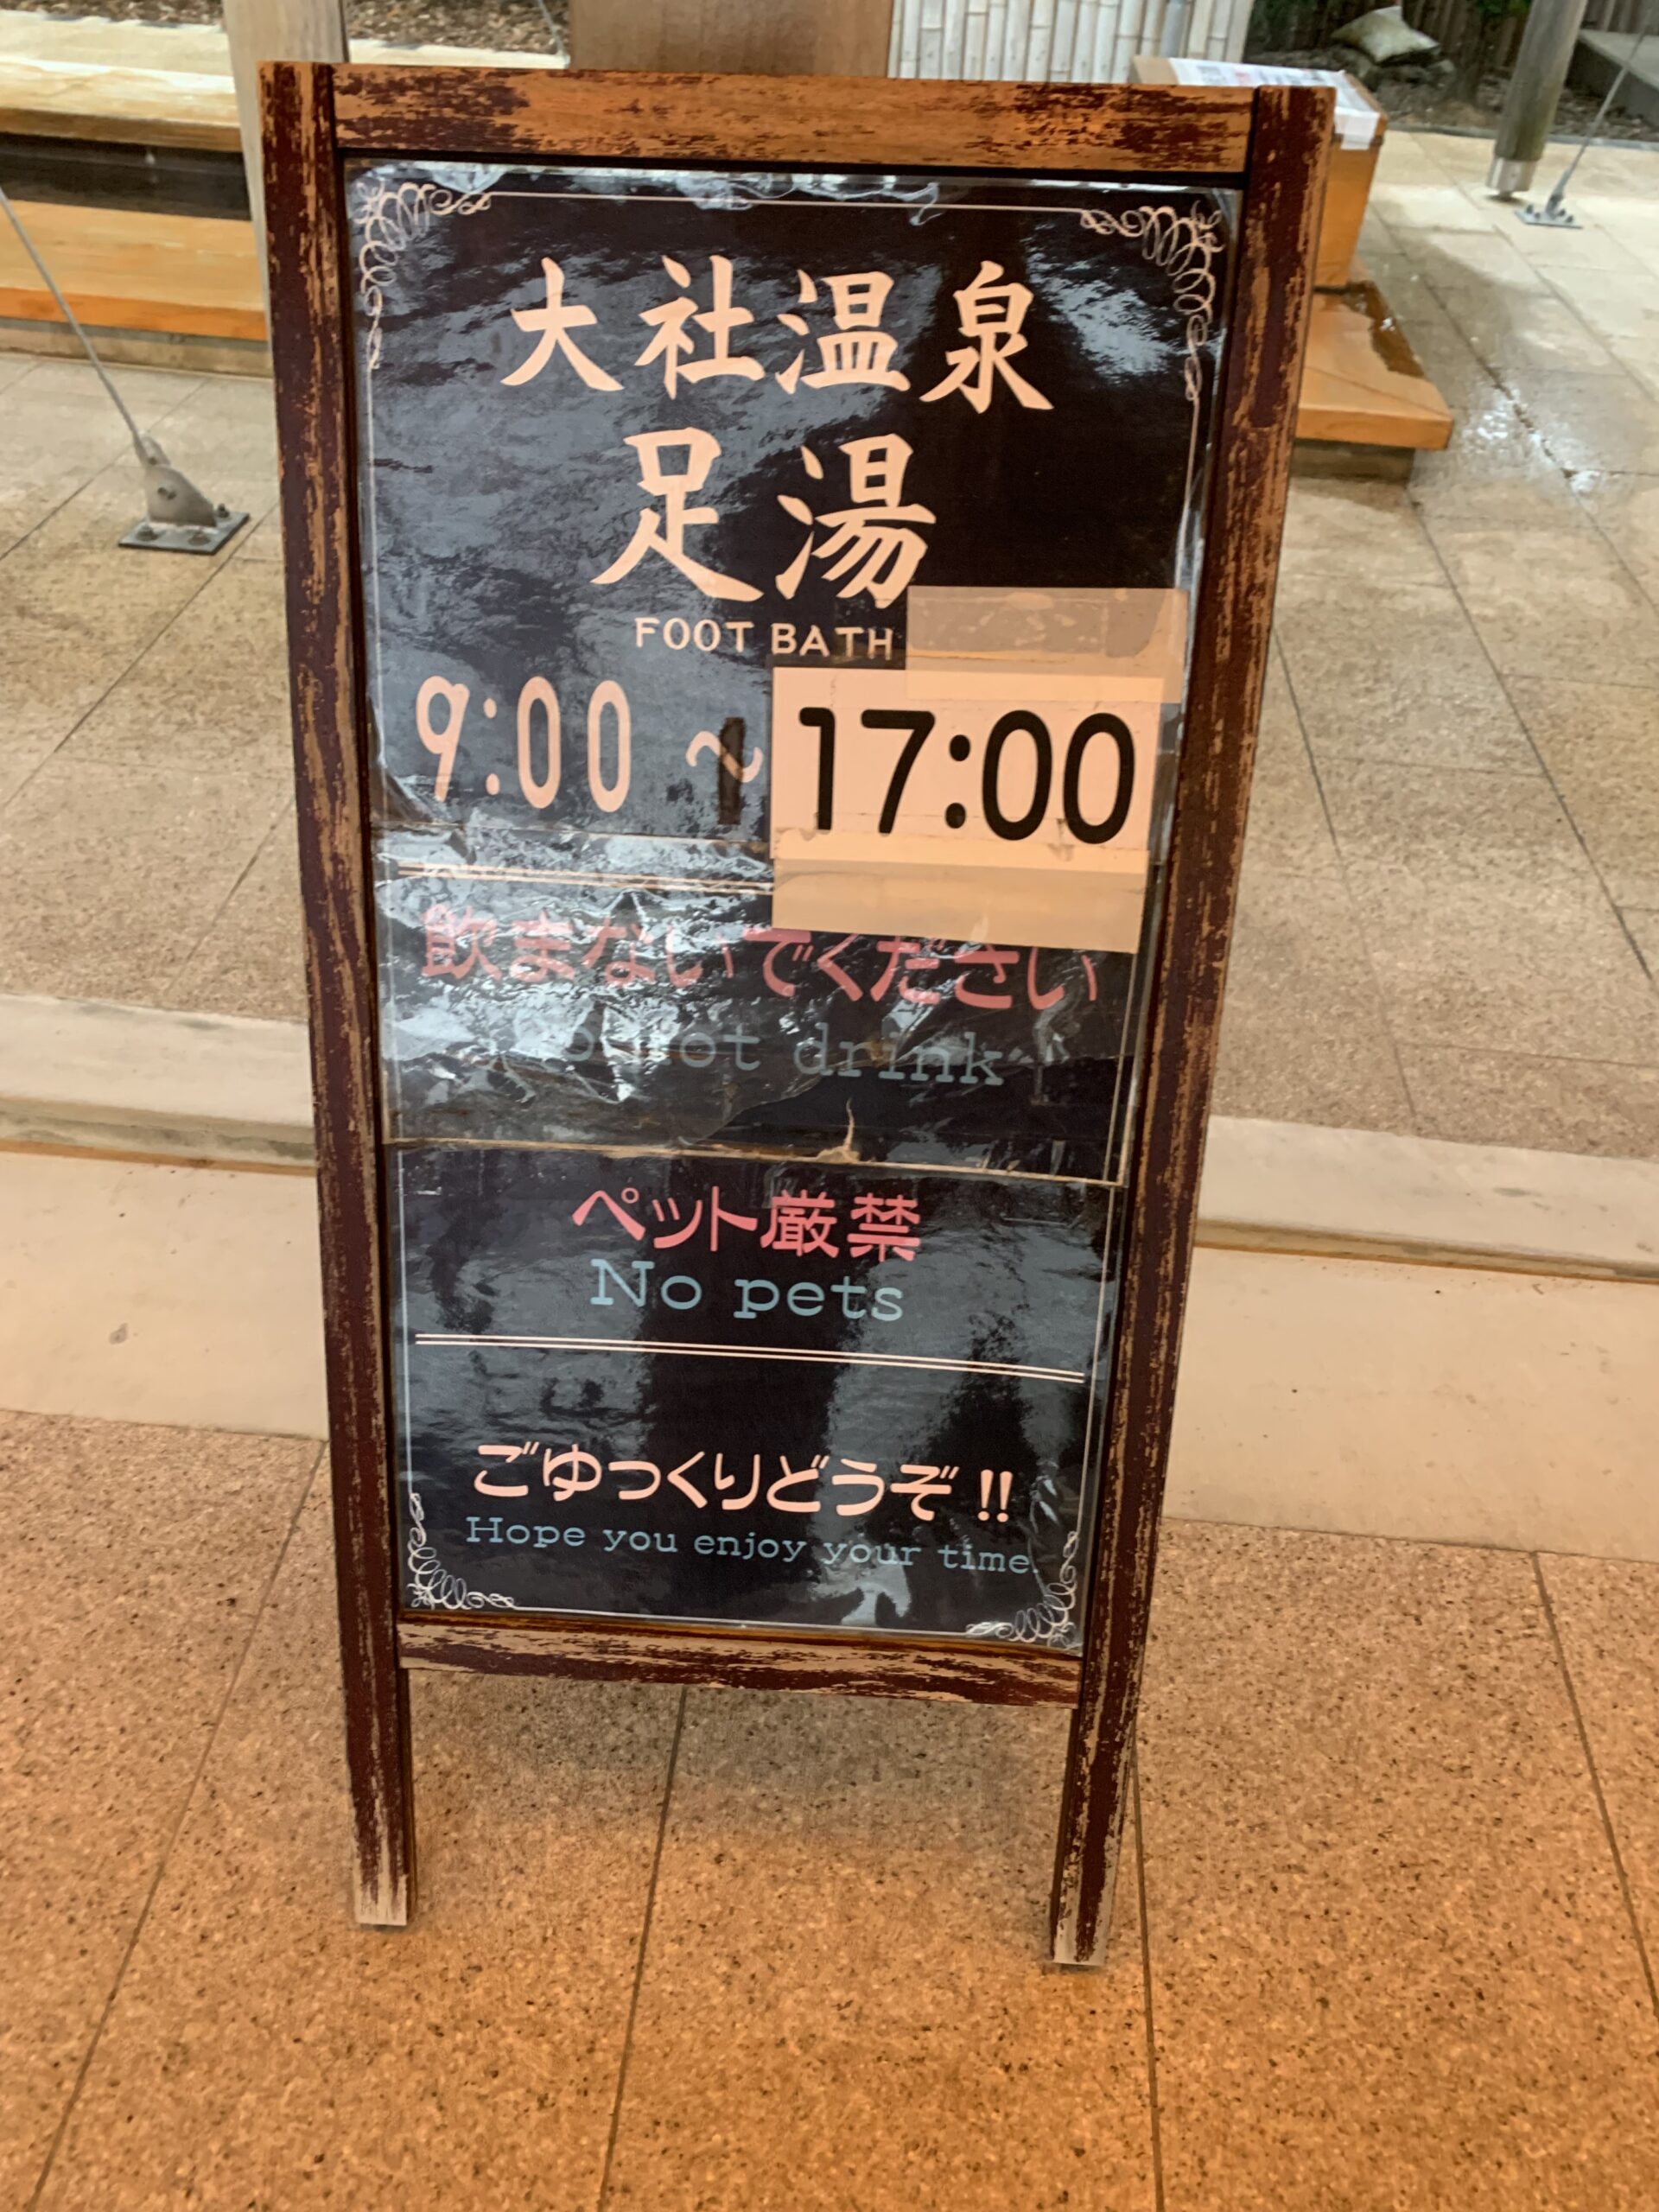 大社温泉
足湯
FOOT BATH
9:00 ~ 17:00
飲まないでください
not drink
ペット厳禁
No pets
ごゆっくりどうぞ!!
Hope you enjoy your time.